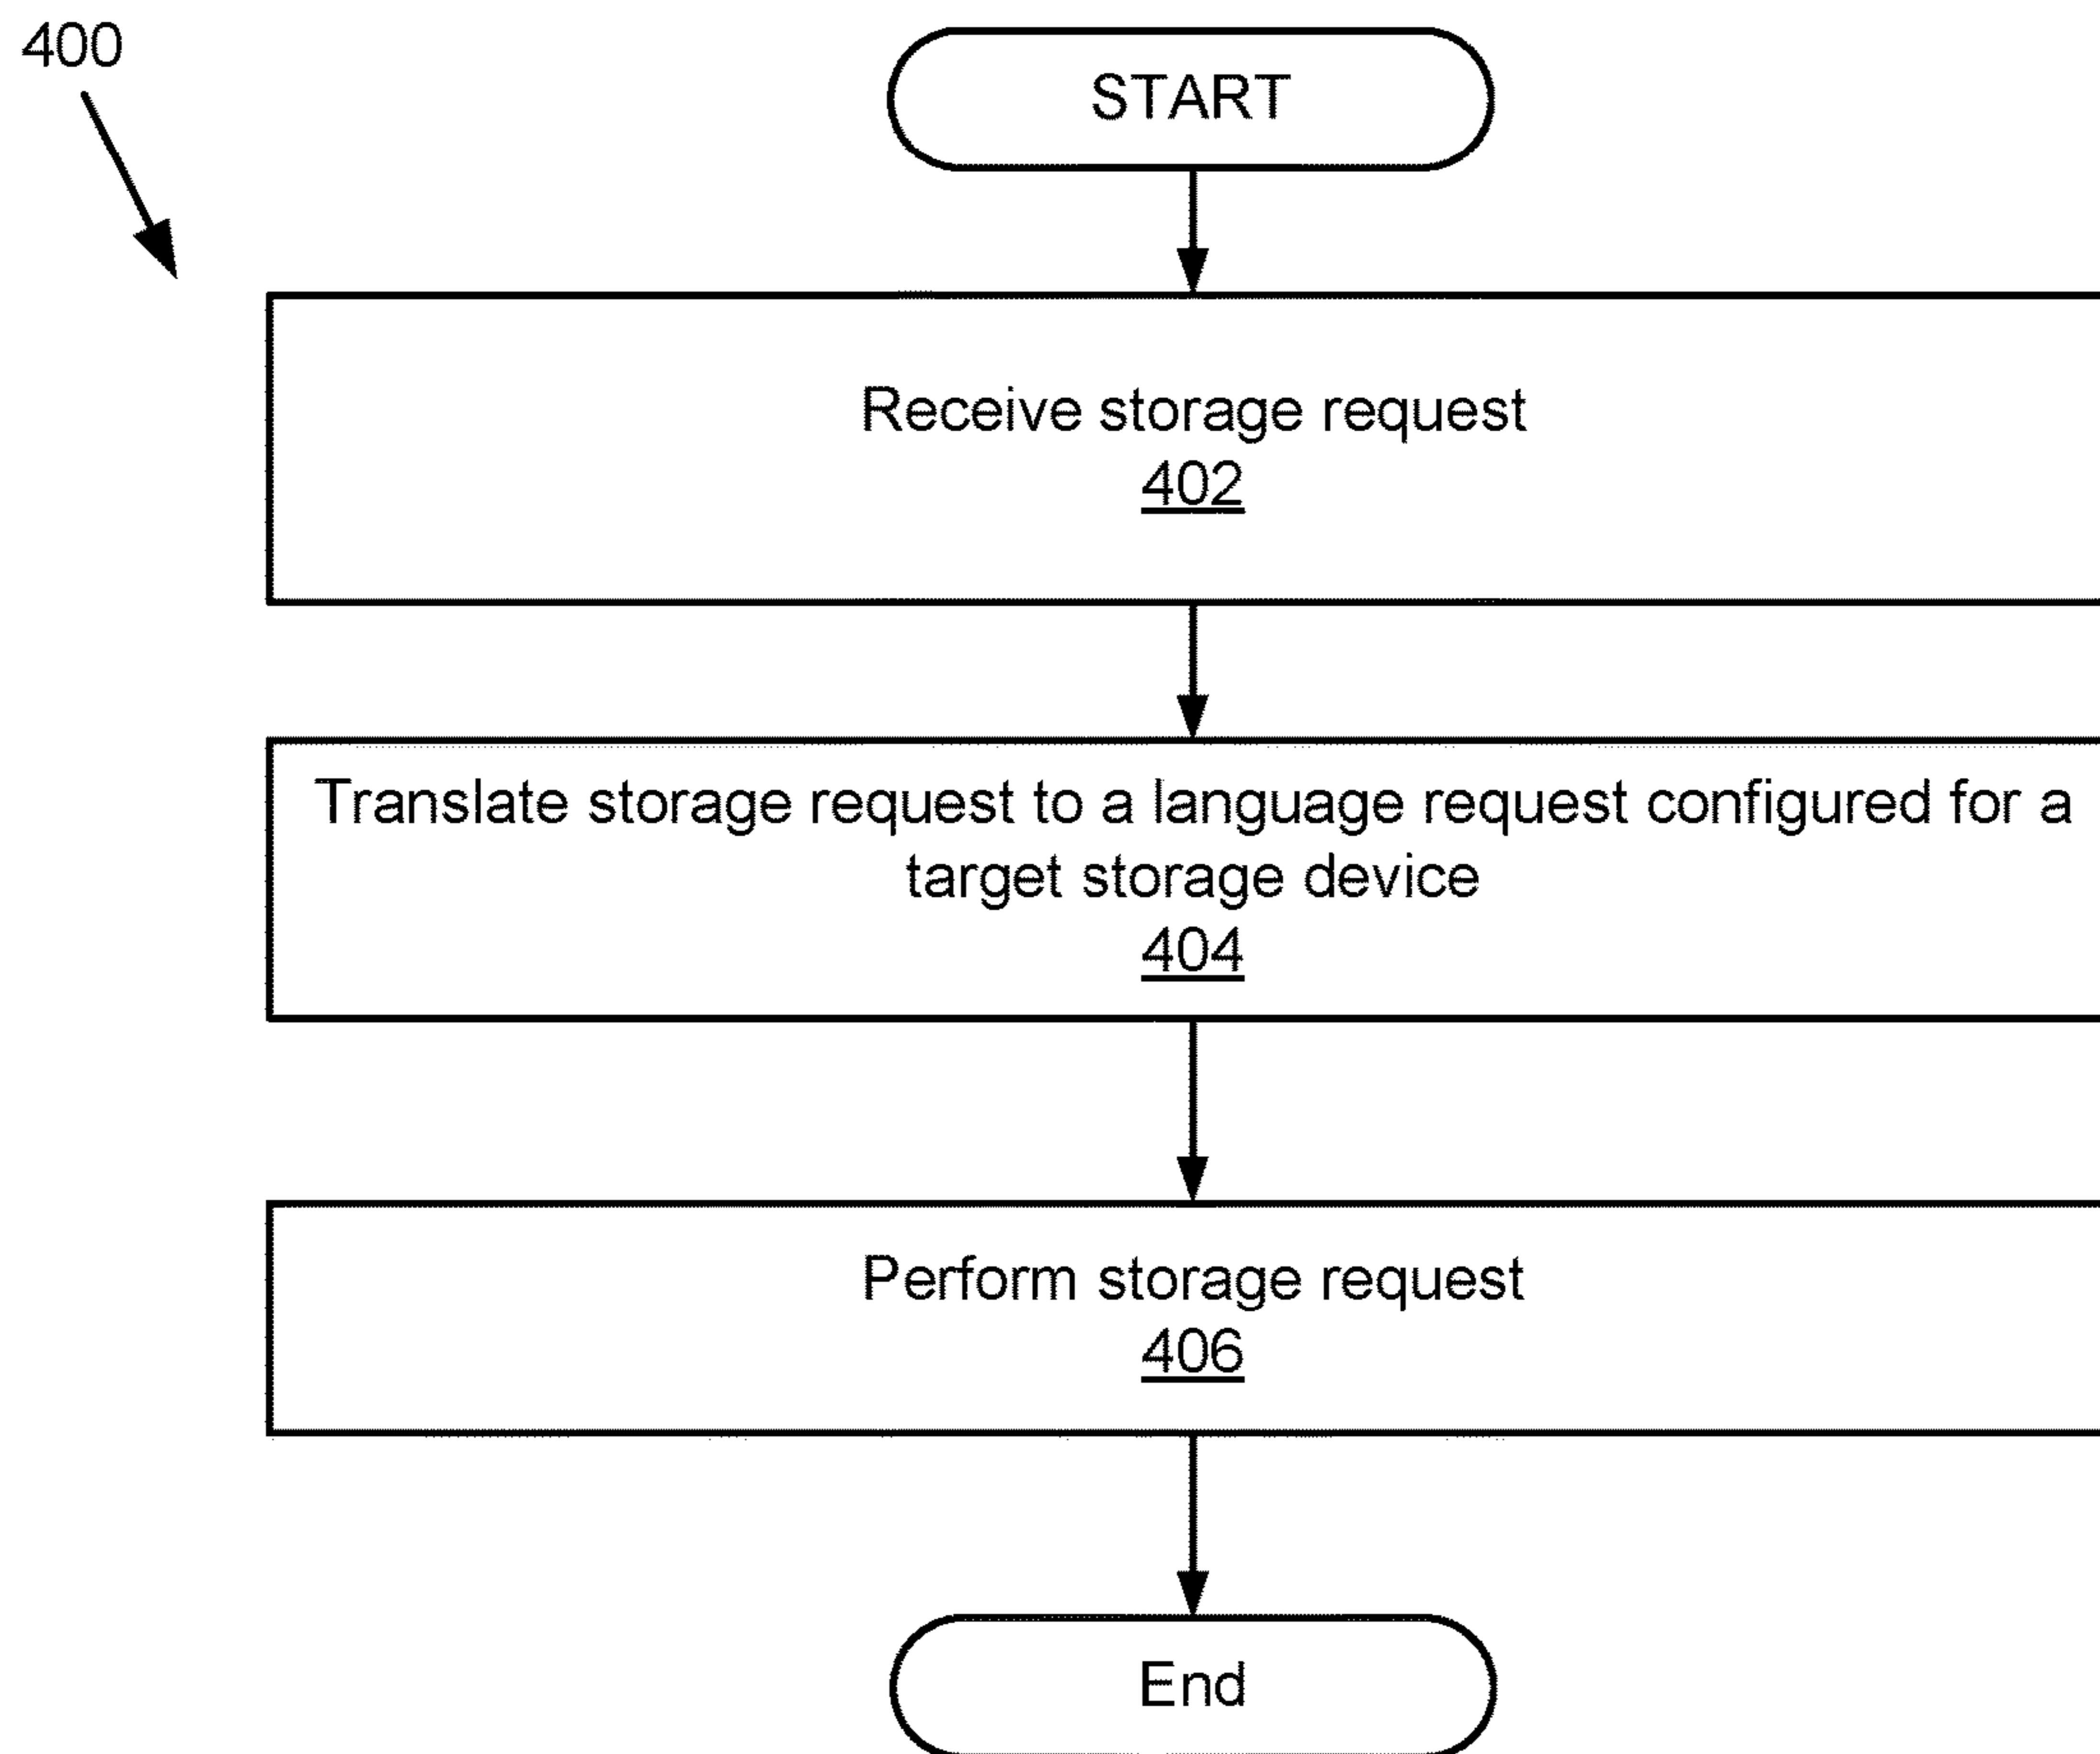 400
START
Receive storage request
402
Translate storage request to a language request configured for a
target storage device
404
Perform storage request
406
End